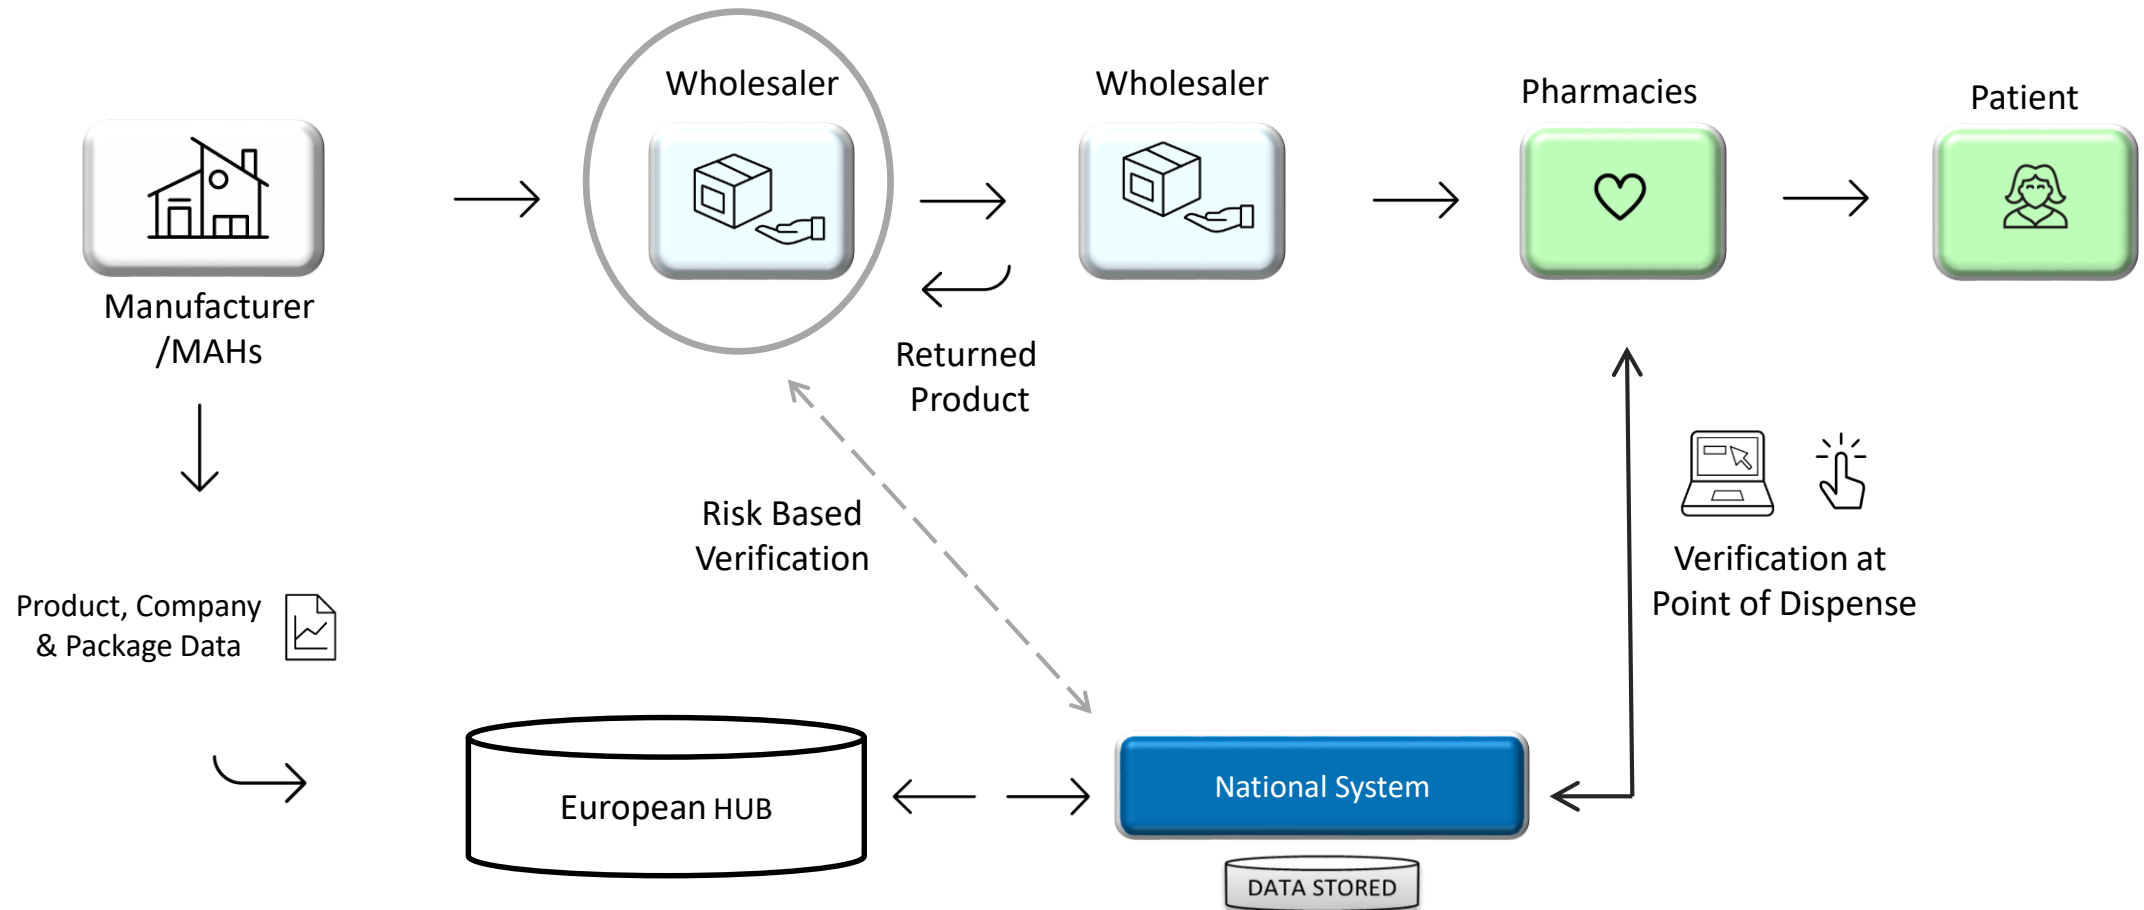 Wholesaler
Wholesaler
Pharmacies
Patient
Manufacturer
/MAHs
Returned
Product
Risk Based
Verification
Verification at
Point of Dispense
Product, Company
& Package Data
European HUB
National System
DATA STORED